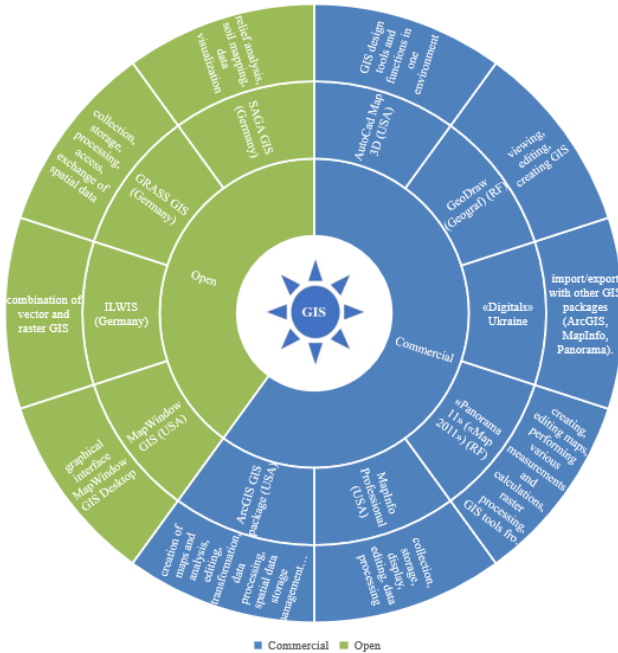 GIS
Commercial
AutoCad Map
3D (USA)
GIS design
tools and
functions in
one
environment
GeoDraw
(Geograf) (RF)
viewing,
editing,
creating GIS
«Digitals»
Ukraine
import/export
with other GIS
packages
(ArcGIS,
MapInfo,
Panorama).
«Panorama
11» («Map
2011») (RF)
creating,
editing maps,
performing
various
measurements
and
calculations,
raster
processing,
GIS tools fro…
MapInfo
Professional
(USA)
collection,
storage,
display,
editing, data
processing
ArcGIS GIS
package (USA)
creation of
maps and
analysis,
editing,
transformation,
data
processing,
spatial data
storage
management…
Open
MapWindow
GIS (USA)
graphical
interface
MapWindow
GIS Desktop
ILWIS
(Germany)
combination of
vector and
raster GIS
GRASS GIS
(Germany)
collection,
storage,
processing,
access,
exchange of
spatial data
SAGA GIS
(Germany)
relief analysis,
soil mapping,
data
visualization
Commercial
Open